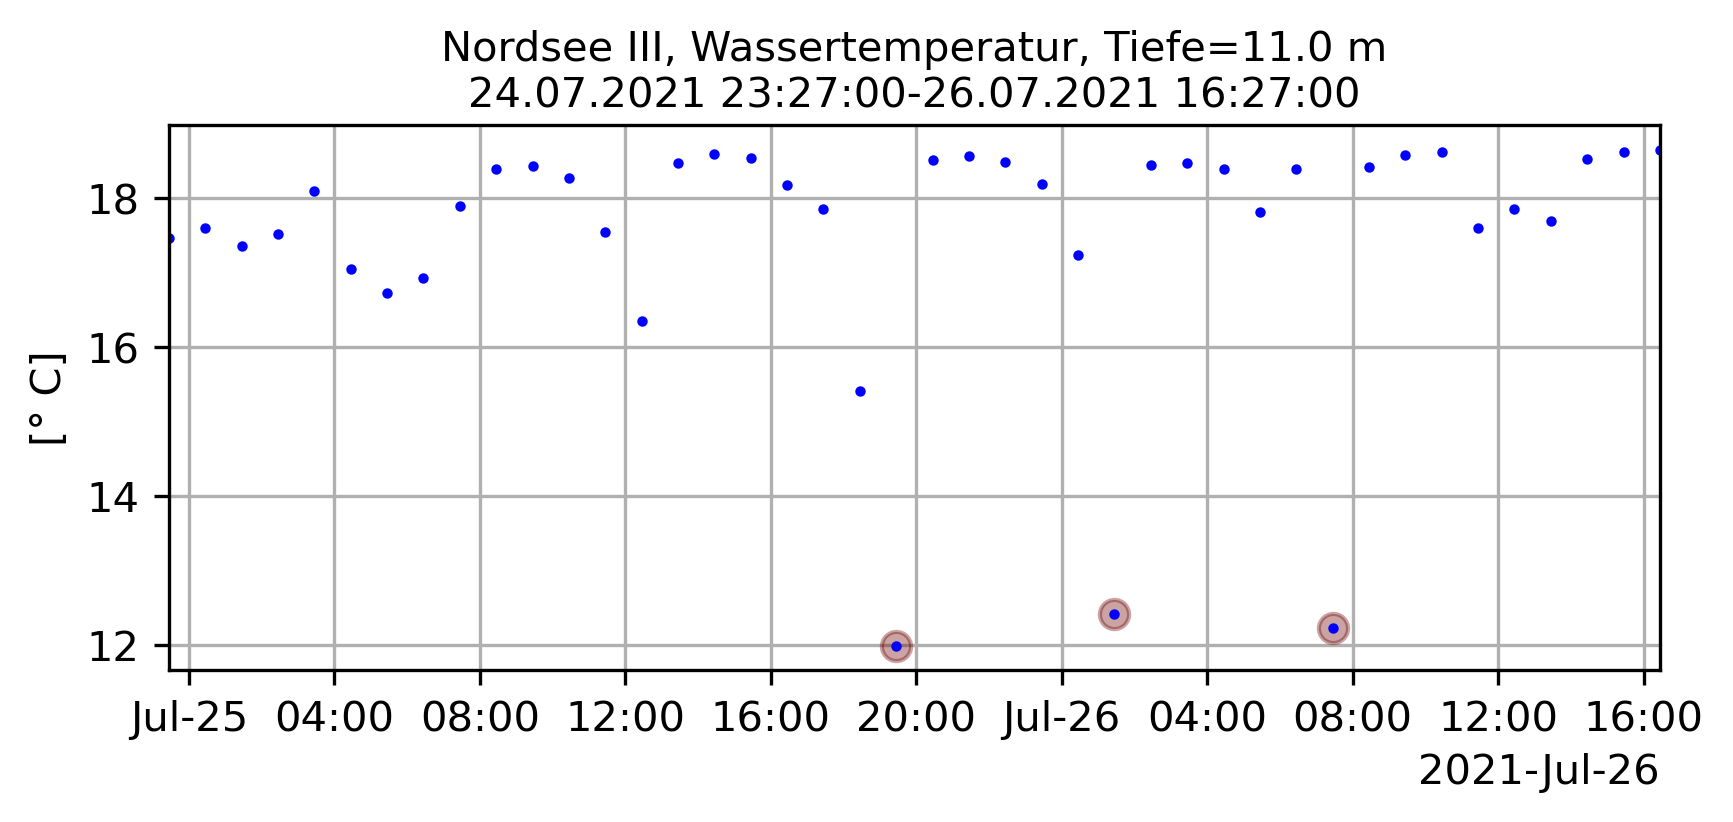 Nordsee III, Wassertemperatur, Tiefe=11.0 m
24.07.2021 23:27:00-26.07.2021 16:27:00
18
16
14
12
[° C]
Jul-25 04:00 08:00 12:00 16:00 20:00 Jul-26 04:00 08:00 12:00 16:00
2021-Jul-26